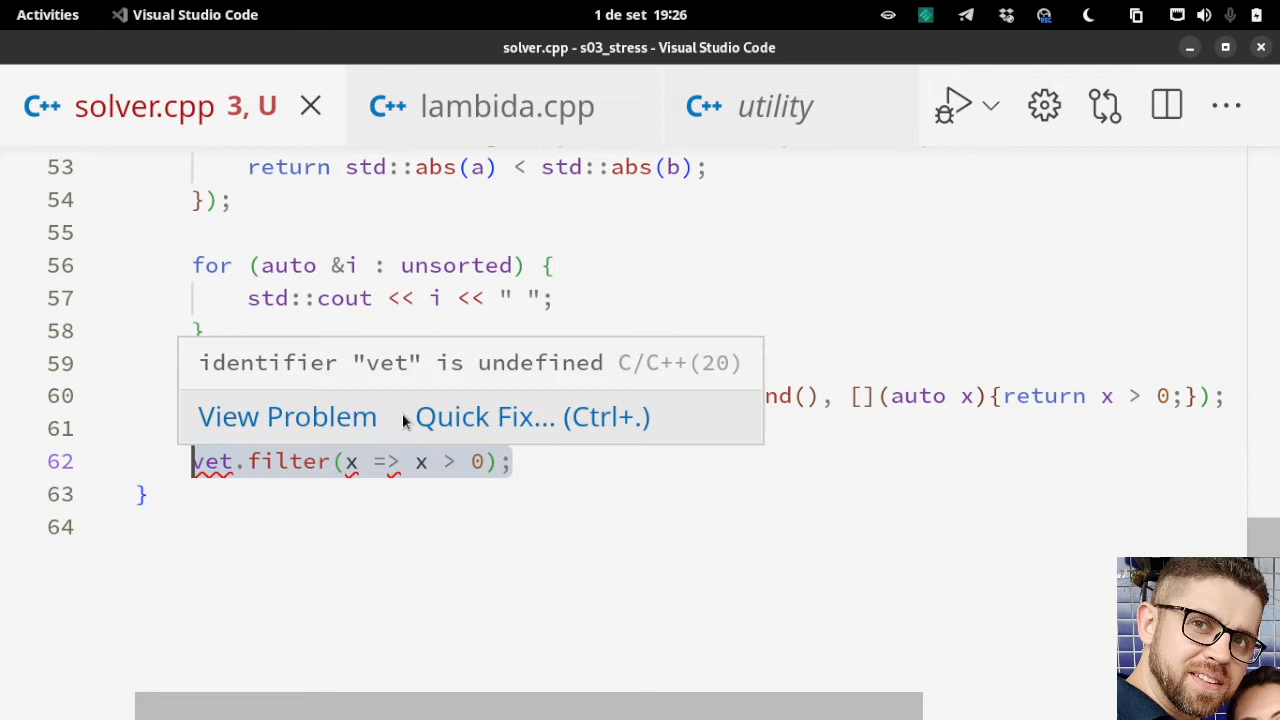 Activities Visual Studio Code 1 de set 19:26
REC
solver.cpp - s03_stress - Visual Studio Code
C++ solver.cpp 3, U C++ lambida.cpp C++ utility
53 return std::abs(a) < std::abs(b);
54 });
55
56 for (auto &i : unsorted) {
57 std::cout << i << " ";
58 }
59 identifier "vet" is undefined C/C++(20)
60 nd(), [](auto x){return x > 0;});
View Problem Quick Fix... (Ctrl+.)
61
62 vet.filter(x => x > 0);
63 }
64